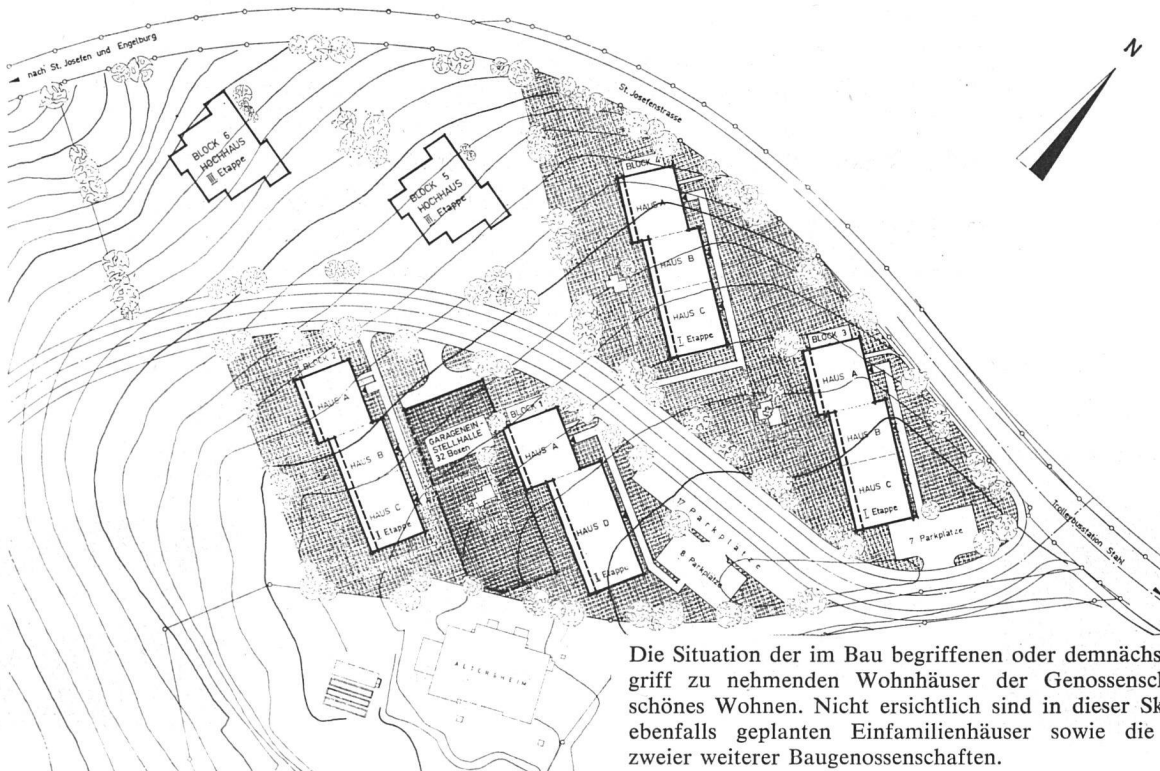 N
nach St. Josefen und Engelburg
St. Josefenstrasse
BLOCK 6
HOCHHAUS
III Etappe
BLOCK 5
HOCHHAUS
III Etappe
BLOCK 4
HAUS A
HAUS B
HAUS C
I Etappe
BLOCK 3
HAUS A
HAUS B
HAUS C
I Etappe
7 Parkplätze
Trolleybusstation Stahl
BLOCK 2
HAUS A
HAUS B
HAUS C
I Etappe
GARAGENEIN-
STELLHALLE
32 Boxen
BLOCK 1
HAUS A
HAUS D
I Etappe
17 Parkplätze
8 Parkplätze
ALTERSHEIM
Die Situation der im Bau begriffenen oder demnächs
griff zu nehmenden Wohnhäuser der Genossensch
schönes Wohnen. Nicht ersichtlich sind in dieser Sk
ebenfalls geplanten Einfamilienhäuser sowie die
zweier weiterer Baugenossenschaften.